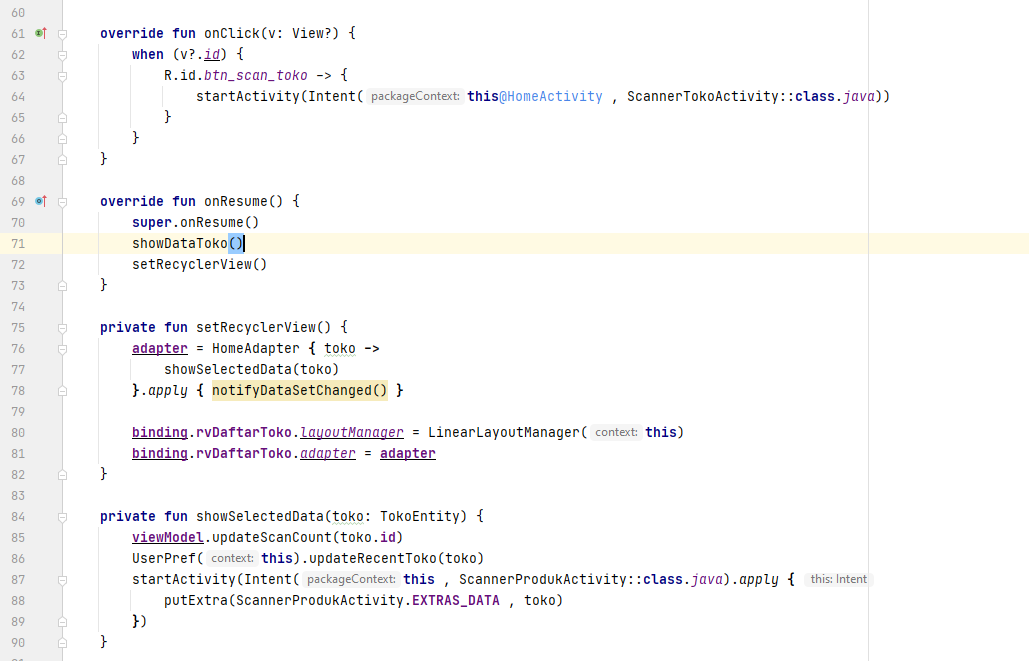 60
61 override fun onClick(v: View?) {
62 when (v?.id) {
63 R.id.btn_scan_toko -> {
64 startActivity(Intent( packageContext: this@HomeActivity , ScannerTokoActivity::class.java))
65 }
66 }
67 }
68
69 override fun onResume() {
70 super.onResume()
71 showDataToko()
72 setRecyclerView()
73 }
74
75 private fun setRecyclerView() {
76 adapter = HomeAdapter { toko ->
77 showSelectedData(toko)
78 }.apply { notifyDataSetChanged() }
79
80 binding.rvDaftarToko.layoutManager = LinearLayoutManager( context: this)
81 binding.rvDaftarToko.adapter = adapter
82 }
83
84 private fun showSelectedData(toko: TokoEntity) {
85 viewModel.updateScanCount(toko.id)
86 UserPref( context: this).updateRecentToko(toko)
87 startActivity(Intent( packageContext: this , ScannerProdukActivity::class.java).apply { this: Intent
88 putExtra(ScannerProdukActivity.EXTRAS_DATA , toko)
89 })
90 }